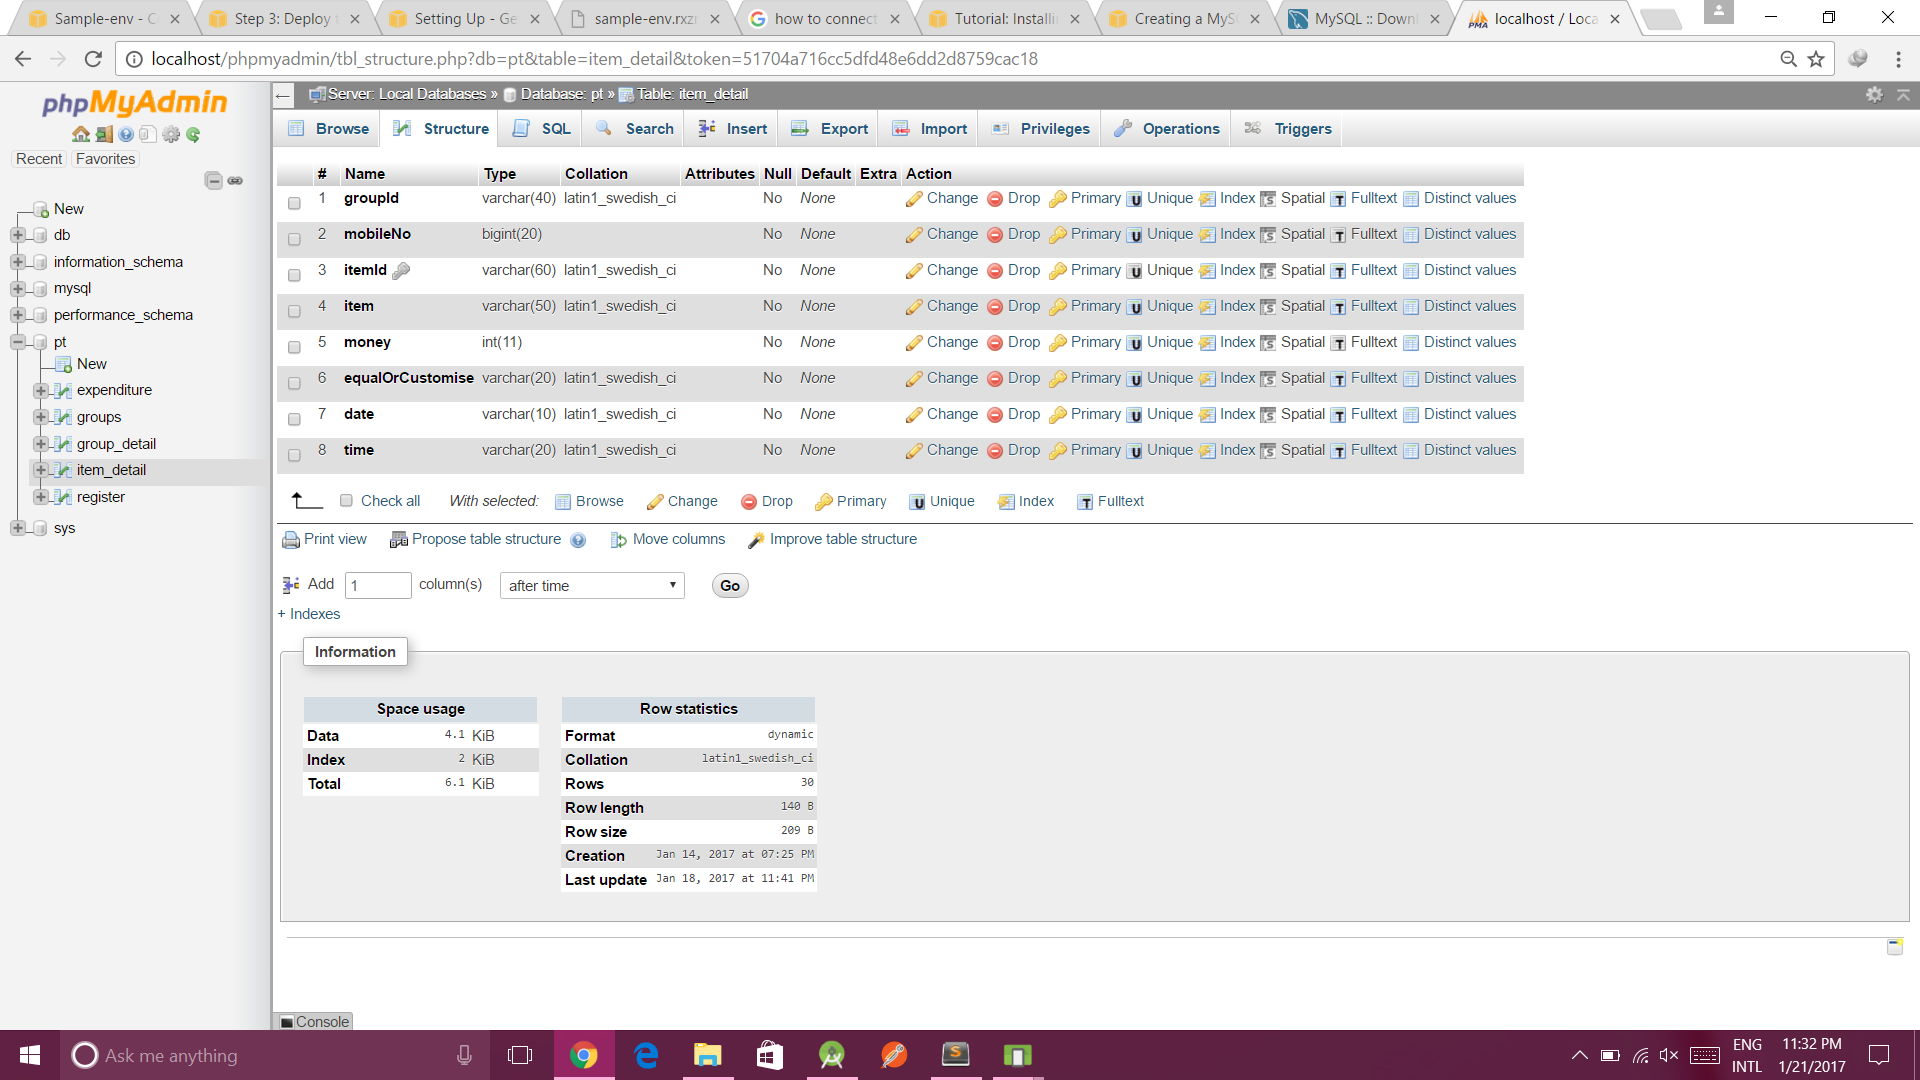 Sample-env - C
Step 3: Deploy t
Setting Up - Ge
sample-env.rxzr
how to connect
Tutorial: Installi
Creating a MyS
MySQL :: Downl
localhost / Loca
localhost/phpmyadmin/tbl_structure.php?db=pt&table=item_detail&token=51704a716cc5dfd48e6dd2d8759cac18
phpMyAdmin
Recent Favorites
New
db
information_schema
mysql
performance_schema
pt
New
expenditure
groups
group_detail
item_detail
register
sys
Server: Local Databases » Database: pt » Table: item_detail
Browse Structure SQL Search Insert Export Import Privileges Operations Triggers
# Name Type Collation Attributes Null Default Extra Action
1 groupId varchar(40) latin1_swedish_ci No None Change Drop Primary Unique Index Spatial Fulltext Distinct values
2 mobileNo bigint(20) No None Change Drop Primary Unique Index Spatial Fulltext Distinct values
3 itemId varchar(60) latin1_swedish_ci No None Change Drop Primary Unique Index Spatial Fulltext Distinct values
4 item varchar(50) latin1_swedish_ci No None Change Drop Primary Unique Index Spatial Fulltext Distinct values
5 money int(11) No None Change Drop Primary Unique Index Spatial Fulltext Distinct values
6 equalOrCustomise varchar(20) latin1_swedish_ci No None Change Drop Primary Unique Index Spatial Fulltext Distinct values
7 date varchar(10) latin1_swedish_ci No None Change Drop Primary Unique Index Spatial Fulltext Distinct values
8 time varchar(20) latin1_swedish_ci No None Change Drop Primary Unique Index Spatial Fulltext Distinct values
Check all With selected: Browse Change Drop Primary Unique Index Fulltext
Print view Propose table structure Move columns Improve table structure
Add 1 column(s) after time Go
+ Indexes
Information
Space usage
Data 4.1 KiB
Index 2 KiB
Total 6.1 KiB
Row statistics
Format dynamic
Collation latin1_swedish_ci
Rows 30
Row length 140 B
Row size 209 B
Creation Jan 14, 2017 at 07:25 PM
Last update Jan 18, 2017 at 11:41 PM
Console
Ask me anything
ENG
INTL
11:32 PM
1/21/2017